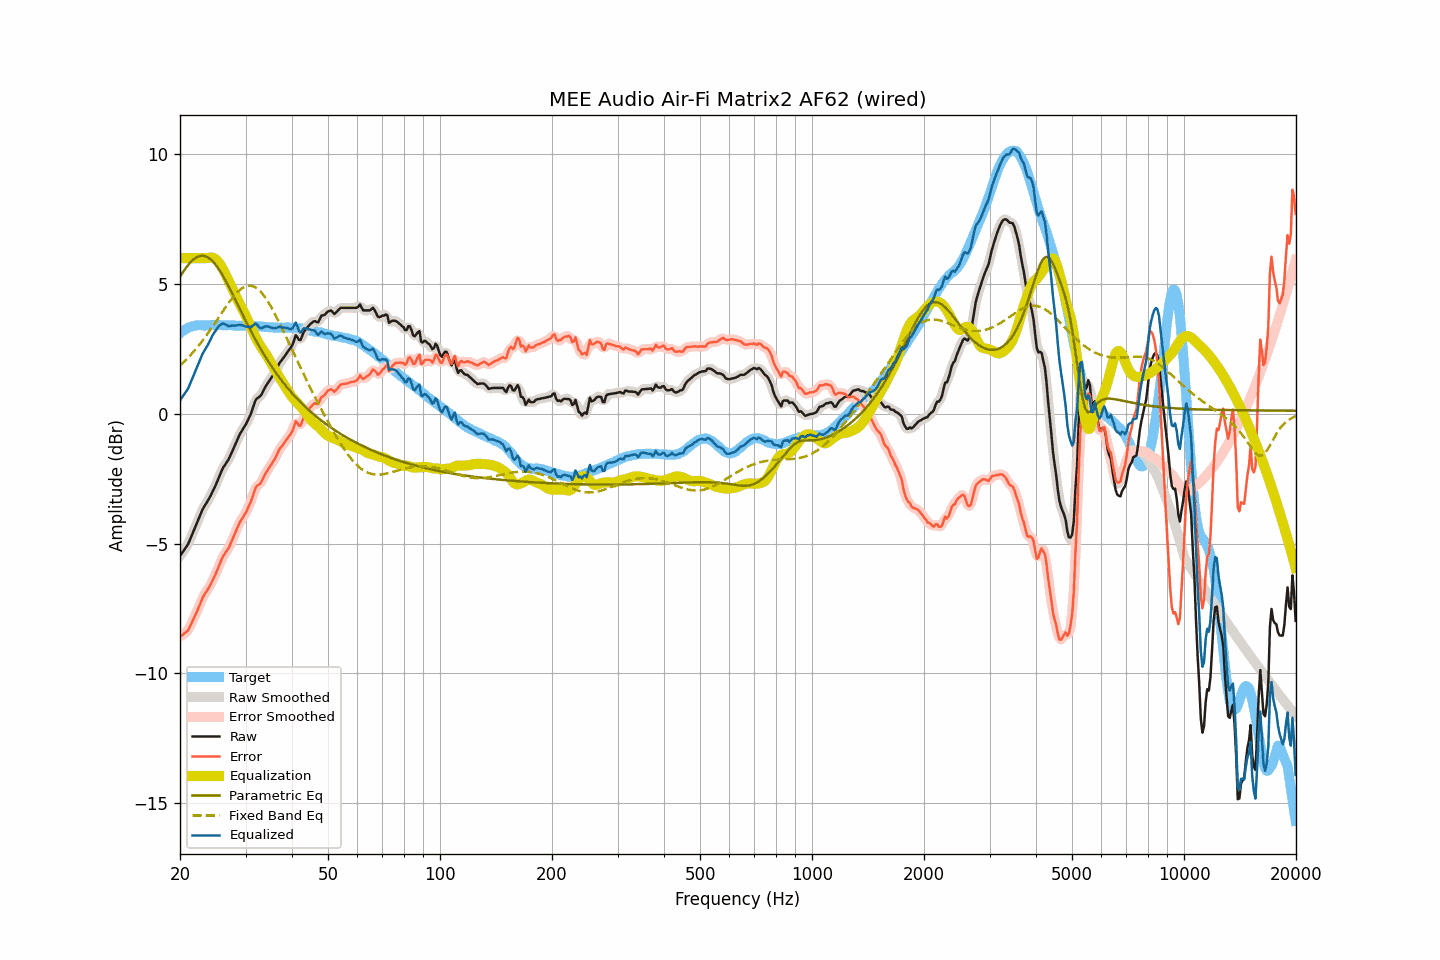 MEE Audio Air-Fi Matrix2 AF62 (wired)
Amplitude (dBr)
10
5
0
−5
−10
−15
Target
Raw Smoothed
Error Smoothed
Raw
Error
Equalization
Parametric Eq
Fixed Band Eq
Equalized
20 50 100 200 500 1000 2000 5000 10000 20000
Frequency (Hz)